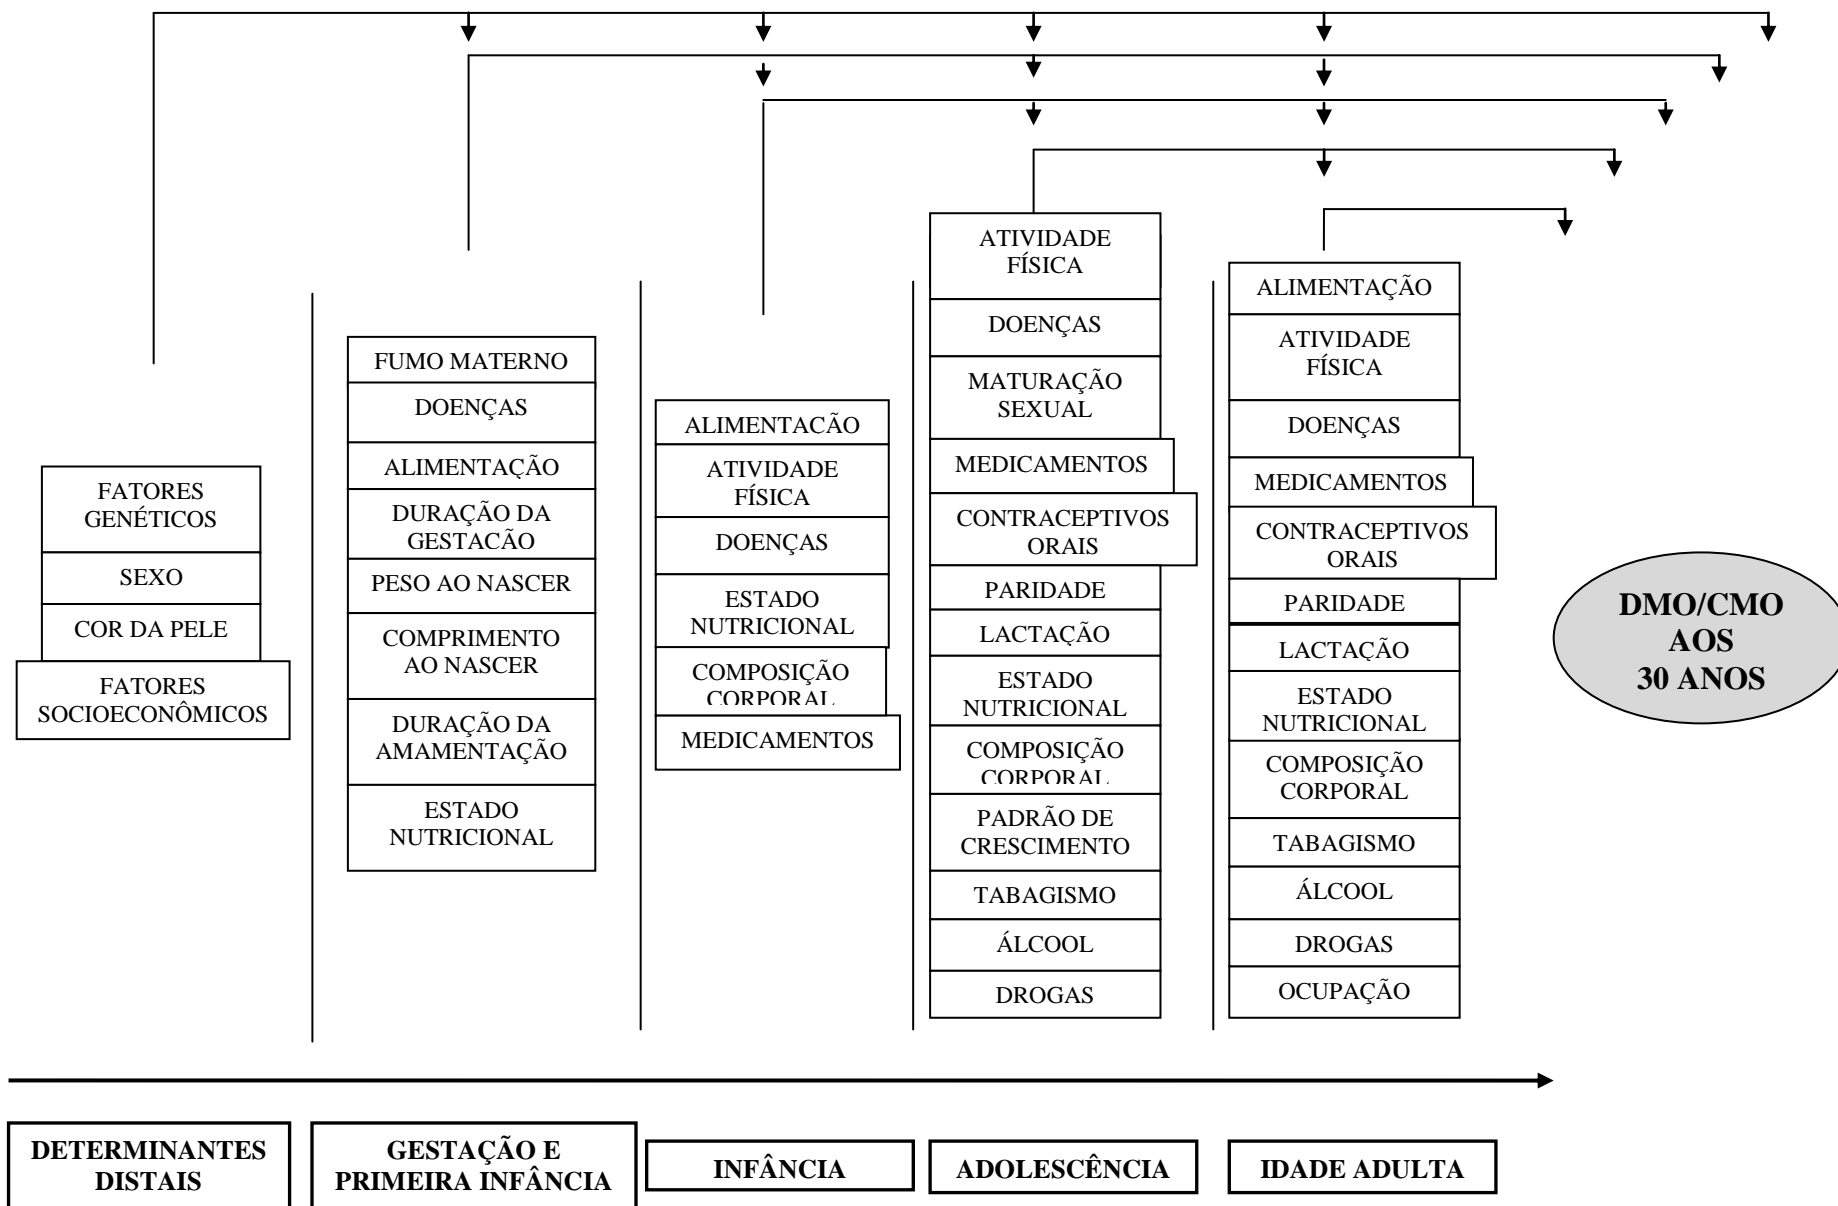 FATORES
GENÉTICOS
SEXO
COR DA PELE
FATORES
SOCIOECONÔMICOS
FUMO MATERNO
DOENÇAS
ALIMENTAÇÃO
DURAÇÃO DA
GESTACÃO
PESO AO NASCER
COMPRIMENTO
AO NASCER
DURAÇÃO DA
AMAMENTAÇÃO
ESTADO
NUTRICIONAL
ALIMENTACÃO
ATIVIDADE
FÍSICA
DOENÇAS
ESTADO
NUTRICIONAL
COMPOSIÇÃO
CORPORAL
MEDICAMENTOS
ATIVIDADE
FÍSICA
DOENÇAS
MATURAÇÃO
SEXUAL
MEDICAMENTOS
CONTRACEPTIVOS
ORAIS
PARIDADE
LACTAÇÃO
ESTADO
NUTRICIONAL
COMPOSIÇÃO
CORPORAL
PADRÃO DE
CRESCIMENTO
TABAGISMO
ÁLCOOL
DROGAS
ALIMENTAÇÃO
ATIVIDADE
FÍSICA
DOENÇAS
MEDICAMENTOS
CONTRACEPTIVOS
ORAIS
PARIDADE
LACTAÇÃO
ESTADO
NUTRICIONAL
COMPOSIÇÃO
CORPORAL
TABAGISMO
ÁLCOOL
DROGAS
OCUPAÇÃO
DMO/CMO
AOS
30 ANOS
DETERMINANTES
DISTAIS
GESTAÇÃO E
PRIMEIRA INFÂNCIA
INFÂNCIA
ADOLESCÊNCIA
IDADE ADULTA